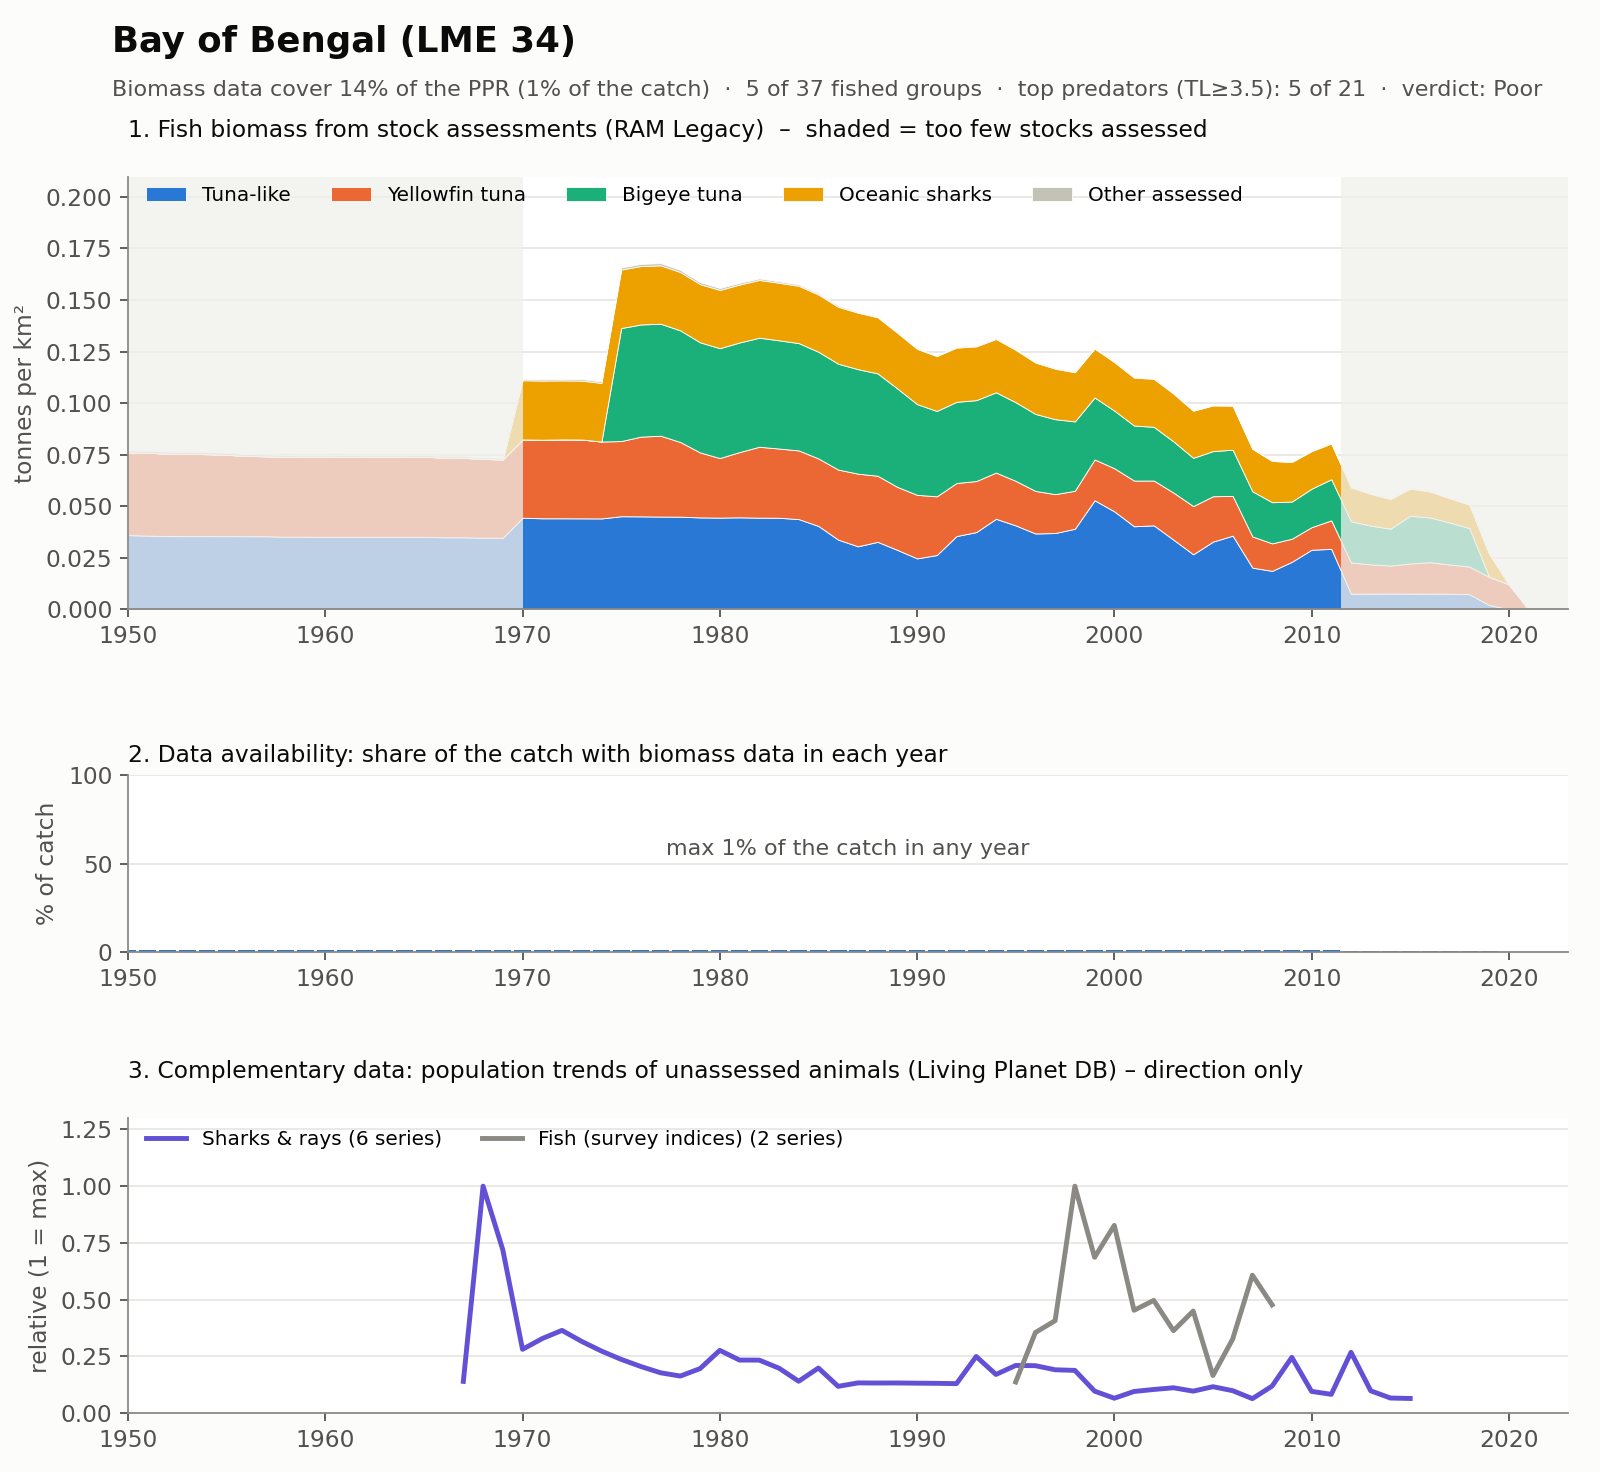 Bay of Bengal (LME 34)
Biomass data cover 14% of the PPR (1% of the catch)  ·  5 of 37 fished groups  ·  top predators (TL≥3.5): 5 of 21  ·  verdict: Poor
1. Fish biomass from stock assessments (RAM Legacy)  –  shaded = too few stocks assessed
Tuna-like  Yellowfin tuna  Bigeye tuna  Oceanic sharks  Other assessed
tonnes per km²
0.200
0.175
0.150
0.125
0.100
0.075
0.050
0.025
0.000
1950 1960 1970 1980 1990 2000 2010 2020
2. Data availability: share of the catch with biomass data in each year
% of catch
100
50
0
max 1% of the catch in any year
1950 1960 1970 1980 1990 2000 2010 2020
3. Complementary data: population trends of unassessed animals (Living Planet DB) – direction only
Sharks & rays (6 series)  Fish (survey indices) (2 series)
relative (1 = max)
1.25
1.00
0.75
0.50
0.25
0.00
1950 1960 1970 1980 1990 2000 2010 2020